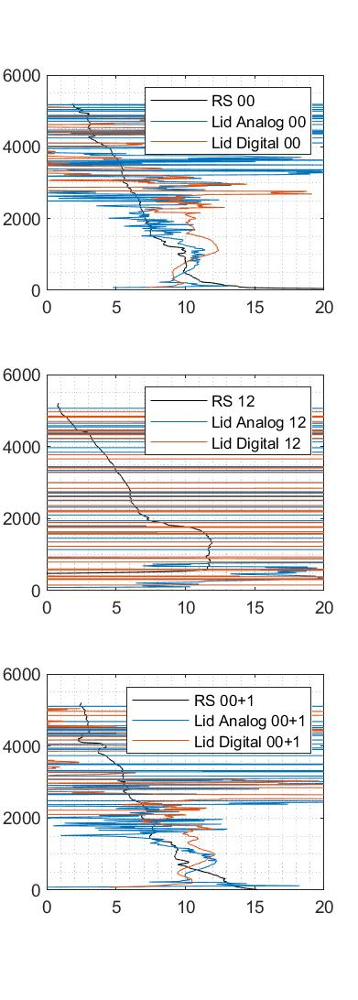 6000
RS 00
Lid Analog 00
4000
Lid Digital 00
2000
0
0 5 10 15 20
6000
RS 12
Lid Analog 12
4000
Lid Digital 12
2000
0
0 5 10 15 20
6000
RS 00+1
Lid Analog 00+1
4000
Lid Digital 00+1
2000
0
0 5 10 15 20